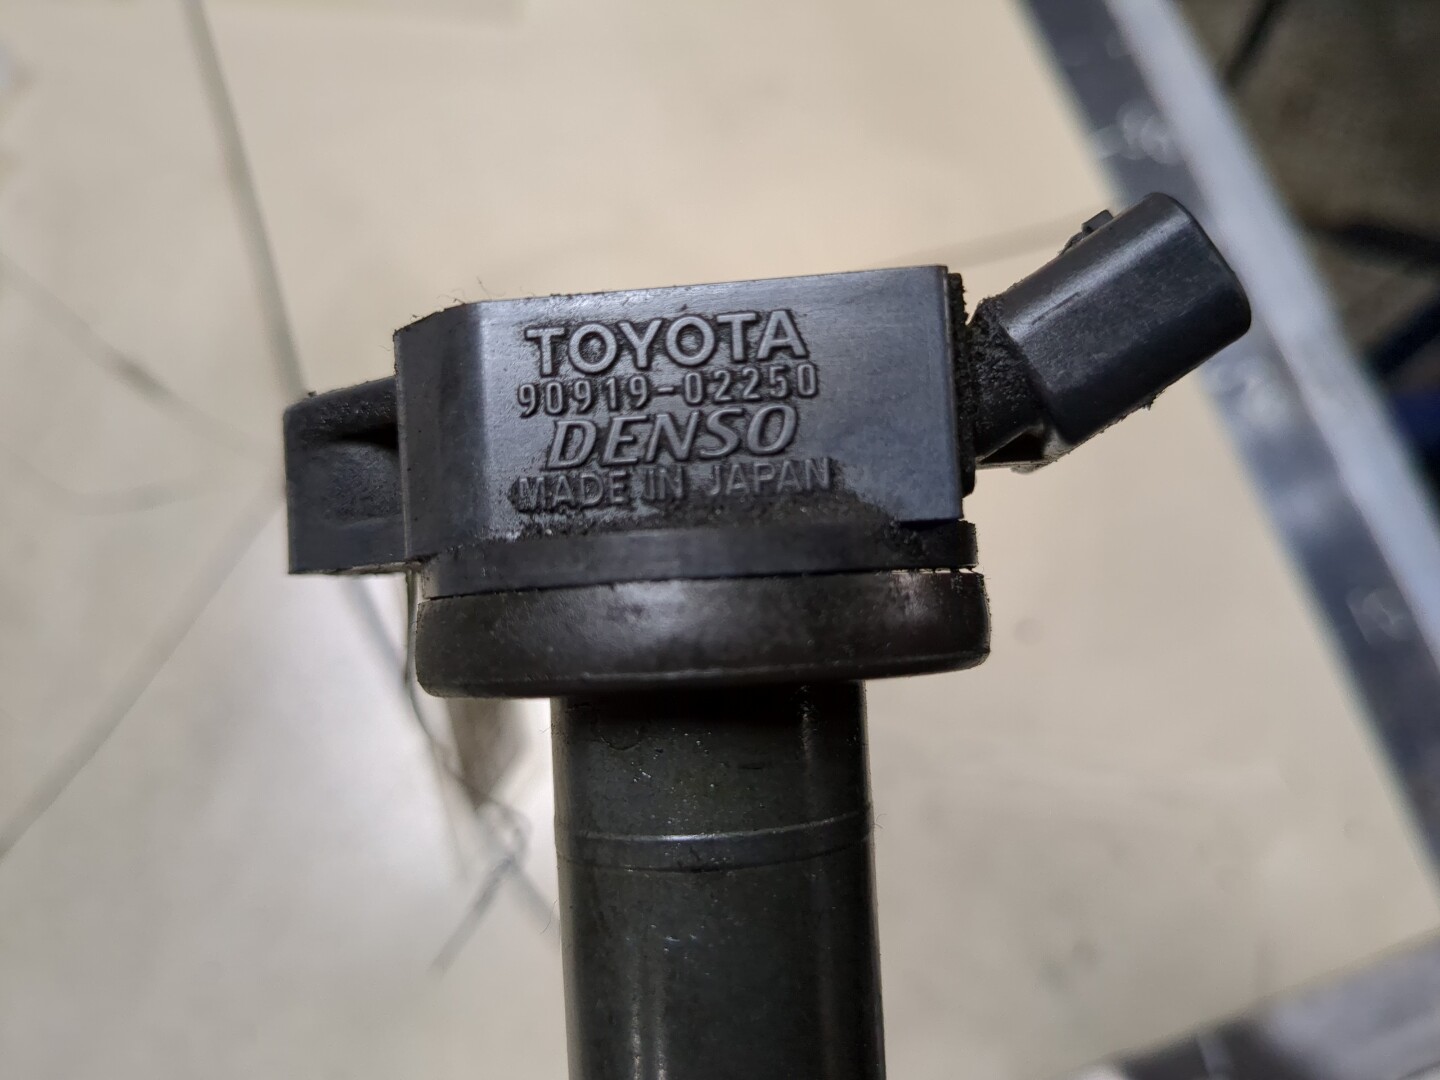 TOYOTA
90919-02250
DENSO
MADE IN JAPAN